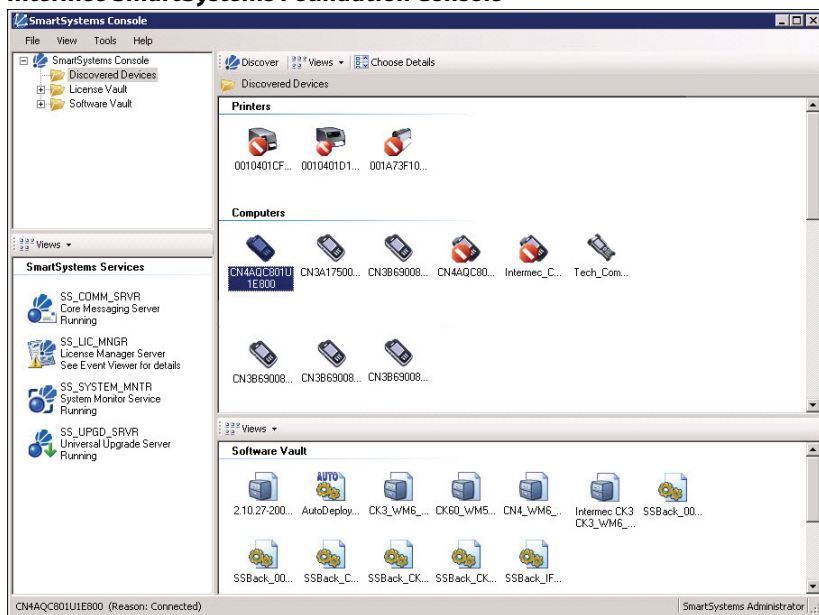 Intermec SmartSystems Foundation Console
SmartSystems Console
File View Tools Help
SmartSystems Console
Discovered Devices
License Vault
Software Vault
Views
SmartSystems Services
SS_COMM_SRVR
Core Messaging Server
Running
SS_LIC_MNGR
License Manager Server
See Event Viewer for details
SS_SYSTEM_MNTR
System Monitor Service
Running
SS_UPGD_SRVR
Universal Upgrade Server
Running
Discover Views Choose Details
Discovered Devices
Printers
0010401CF... 0010401D1... 001A73F10...
Computers
CN4AQC801U CN3A17500... CN3B69008... CN4AQC80... Intermec_C... Tech_Com...
1E800
CN3B69008... CN3B69008... CN3B69008...
Views
Software Vault
AUTO
2.10.27-200... AutoDeploy... CK3_WM6_... CK60_WM5... CN4_WM6_... Intermec CK3 SSBack_00...
CK3_WM6_...
SSBack_00... SSBack_C... SSBack_CK... SSBack_CK... SSBack_IF...
CN4AQC801U1E800 (Reason: Connected) SmartSystems Administrator